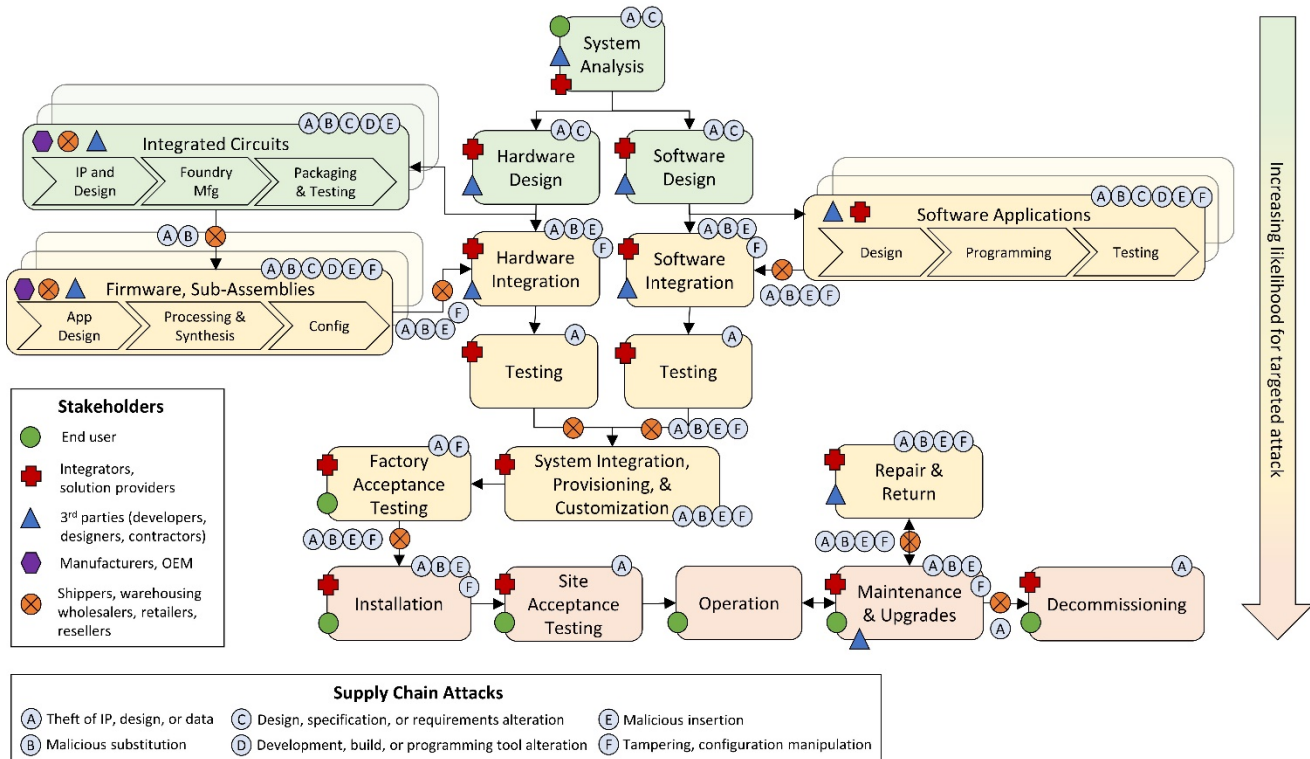 A C
System
Analysis
A B C D E
Integrated Circuits
IP and
Design
Foundry
Mfg
Packaging
& Testing
A C
Hardware
Design
A C
Software
Design
A B C D E F
Software Applications
Design
Programming
Testing
A B
A B C D E F
Firmware, Sub-Assemblies
App
Design
Processing &
Synthesis
Config
A B E
F
A B E
F
Hardware
Integration
A B E
F
Software
Integration
A B E F
A
Testing
A
Testing
A B E F
Increasing likelihood for targeted attack
Stakeholders
End user
Integrators,
solution providers
3rd parties (developers,
designers, contractors)
Manufacturers, OEM
Shippers, warehousing
wholesalers, retailers,
resellers
A F
Factory
Acceptance
Testing
System Integration,
Provisioning, &
Customization
A B E F
A B E F
Repair &
Return
A B E F
A B E F
A B E
F
Installation
A
Site
Acceptance
Testing
Operation
A B E
F
Maintenance
& Upgrades
A
A
Decommissioning
Supply Chain Attacks
A Theft of IP, design, or data
C Design, specification, or requirements alteration
E Malicious insertion
B Malicious substitution
D Development, build, or programming tool alteration
F Tampering, configuration manipulation